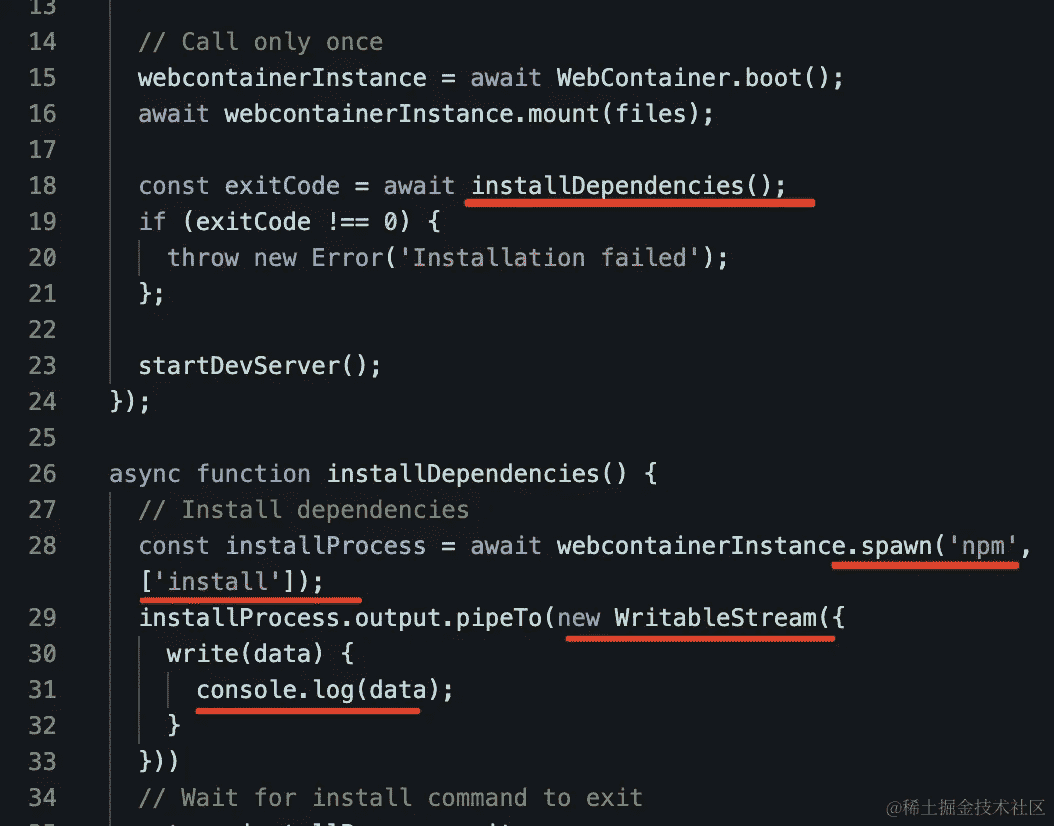 13
14 // Call only once
15 webcontainerInstance = await WebContainer.boot();
16 await webcontainerInstance.mount(files);
17
18 const exitCode = await installDependencies();
19 if (exitCode !== 0) {
20 throw new Error('Installation failed');
21 };
22
23 startDevServer();
24 });
25
26 async function installDependencies() {
27 // Install dependencies
28 const installProcess = await webcontainerInstance.spawn('npm',
['install']);
29 installProcess.output.pipeTo(new WritableStream({
30 write(data) {
31 console.log(data);
32 }
33 }))
34 // Wait for install command to exit
@稀土掘金技术社区